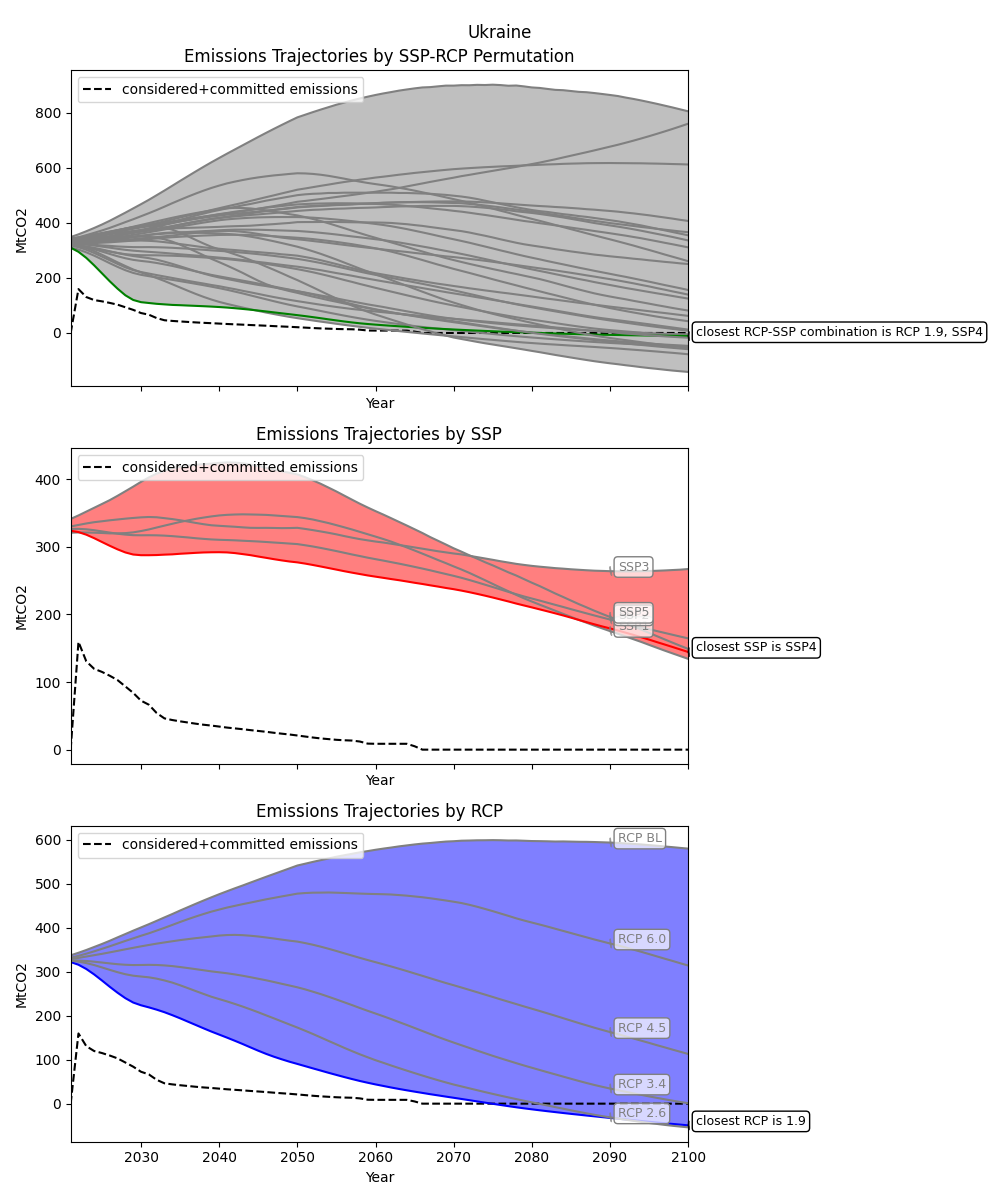 Ukraine
Emissions Trajectories by SSP-RCP Permutation
considered+committed emissions
800
600
400
200
0
MtCO2
closest RCP-SSP combination is RCP 1.9, SSP4
Year
Emissions Trajectories by SSP
considered+committed emissions
400
300
200
100
0
MtCO2
SSP3
SSP5
SSP1
closest SSP is SSP4
Year
Emissions Trajectories by RCP
considered+committed emissions
600
500
400
300
200
100
0
MtCO2
RCP BL
RCP 6.0
RCP 4.5
RCP 3.4
RCP 2.6
closest RCP is 1.9
2030 2040 2050 2060 2070 2080 2090 2100
Year